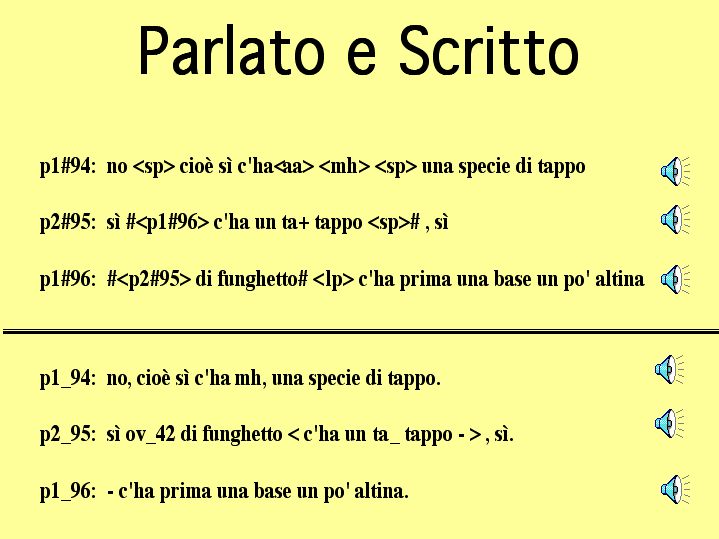 Parlato e Scritto
p1#94: no <sp> cioè sì c'ha<aa> <mh> <sp> una specie di tappo
p2#95: sì #<p1#96> c'ha un ta+ tappo <sp># , sì
p1#96: #<p2#95> di funghetto# <lp> c'ha prima una base un po' altina
p1_94: no, cioè sì c'ha mh, una specie di tappo.
p2_95: sì ov_42 di funghetto < c'ha un ta_ tappo - > , sì.
p1_96: - c'ha prima una base un po' altina.